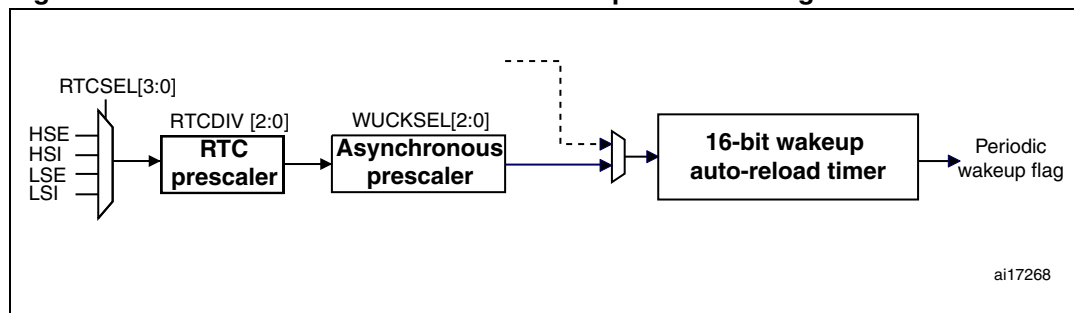 RTCSEL[3:0]
HSE
HSI
LSE
LSI
RTCDIV [2:0]
RTC
prescaler
WUCKSEL[2:0]
Asynchronous
prescaler
16-bit wakeup
auto-reload timer
Periodic
wakeup flag
ai17268